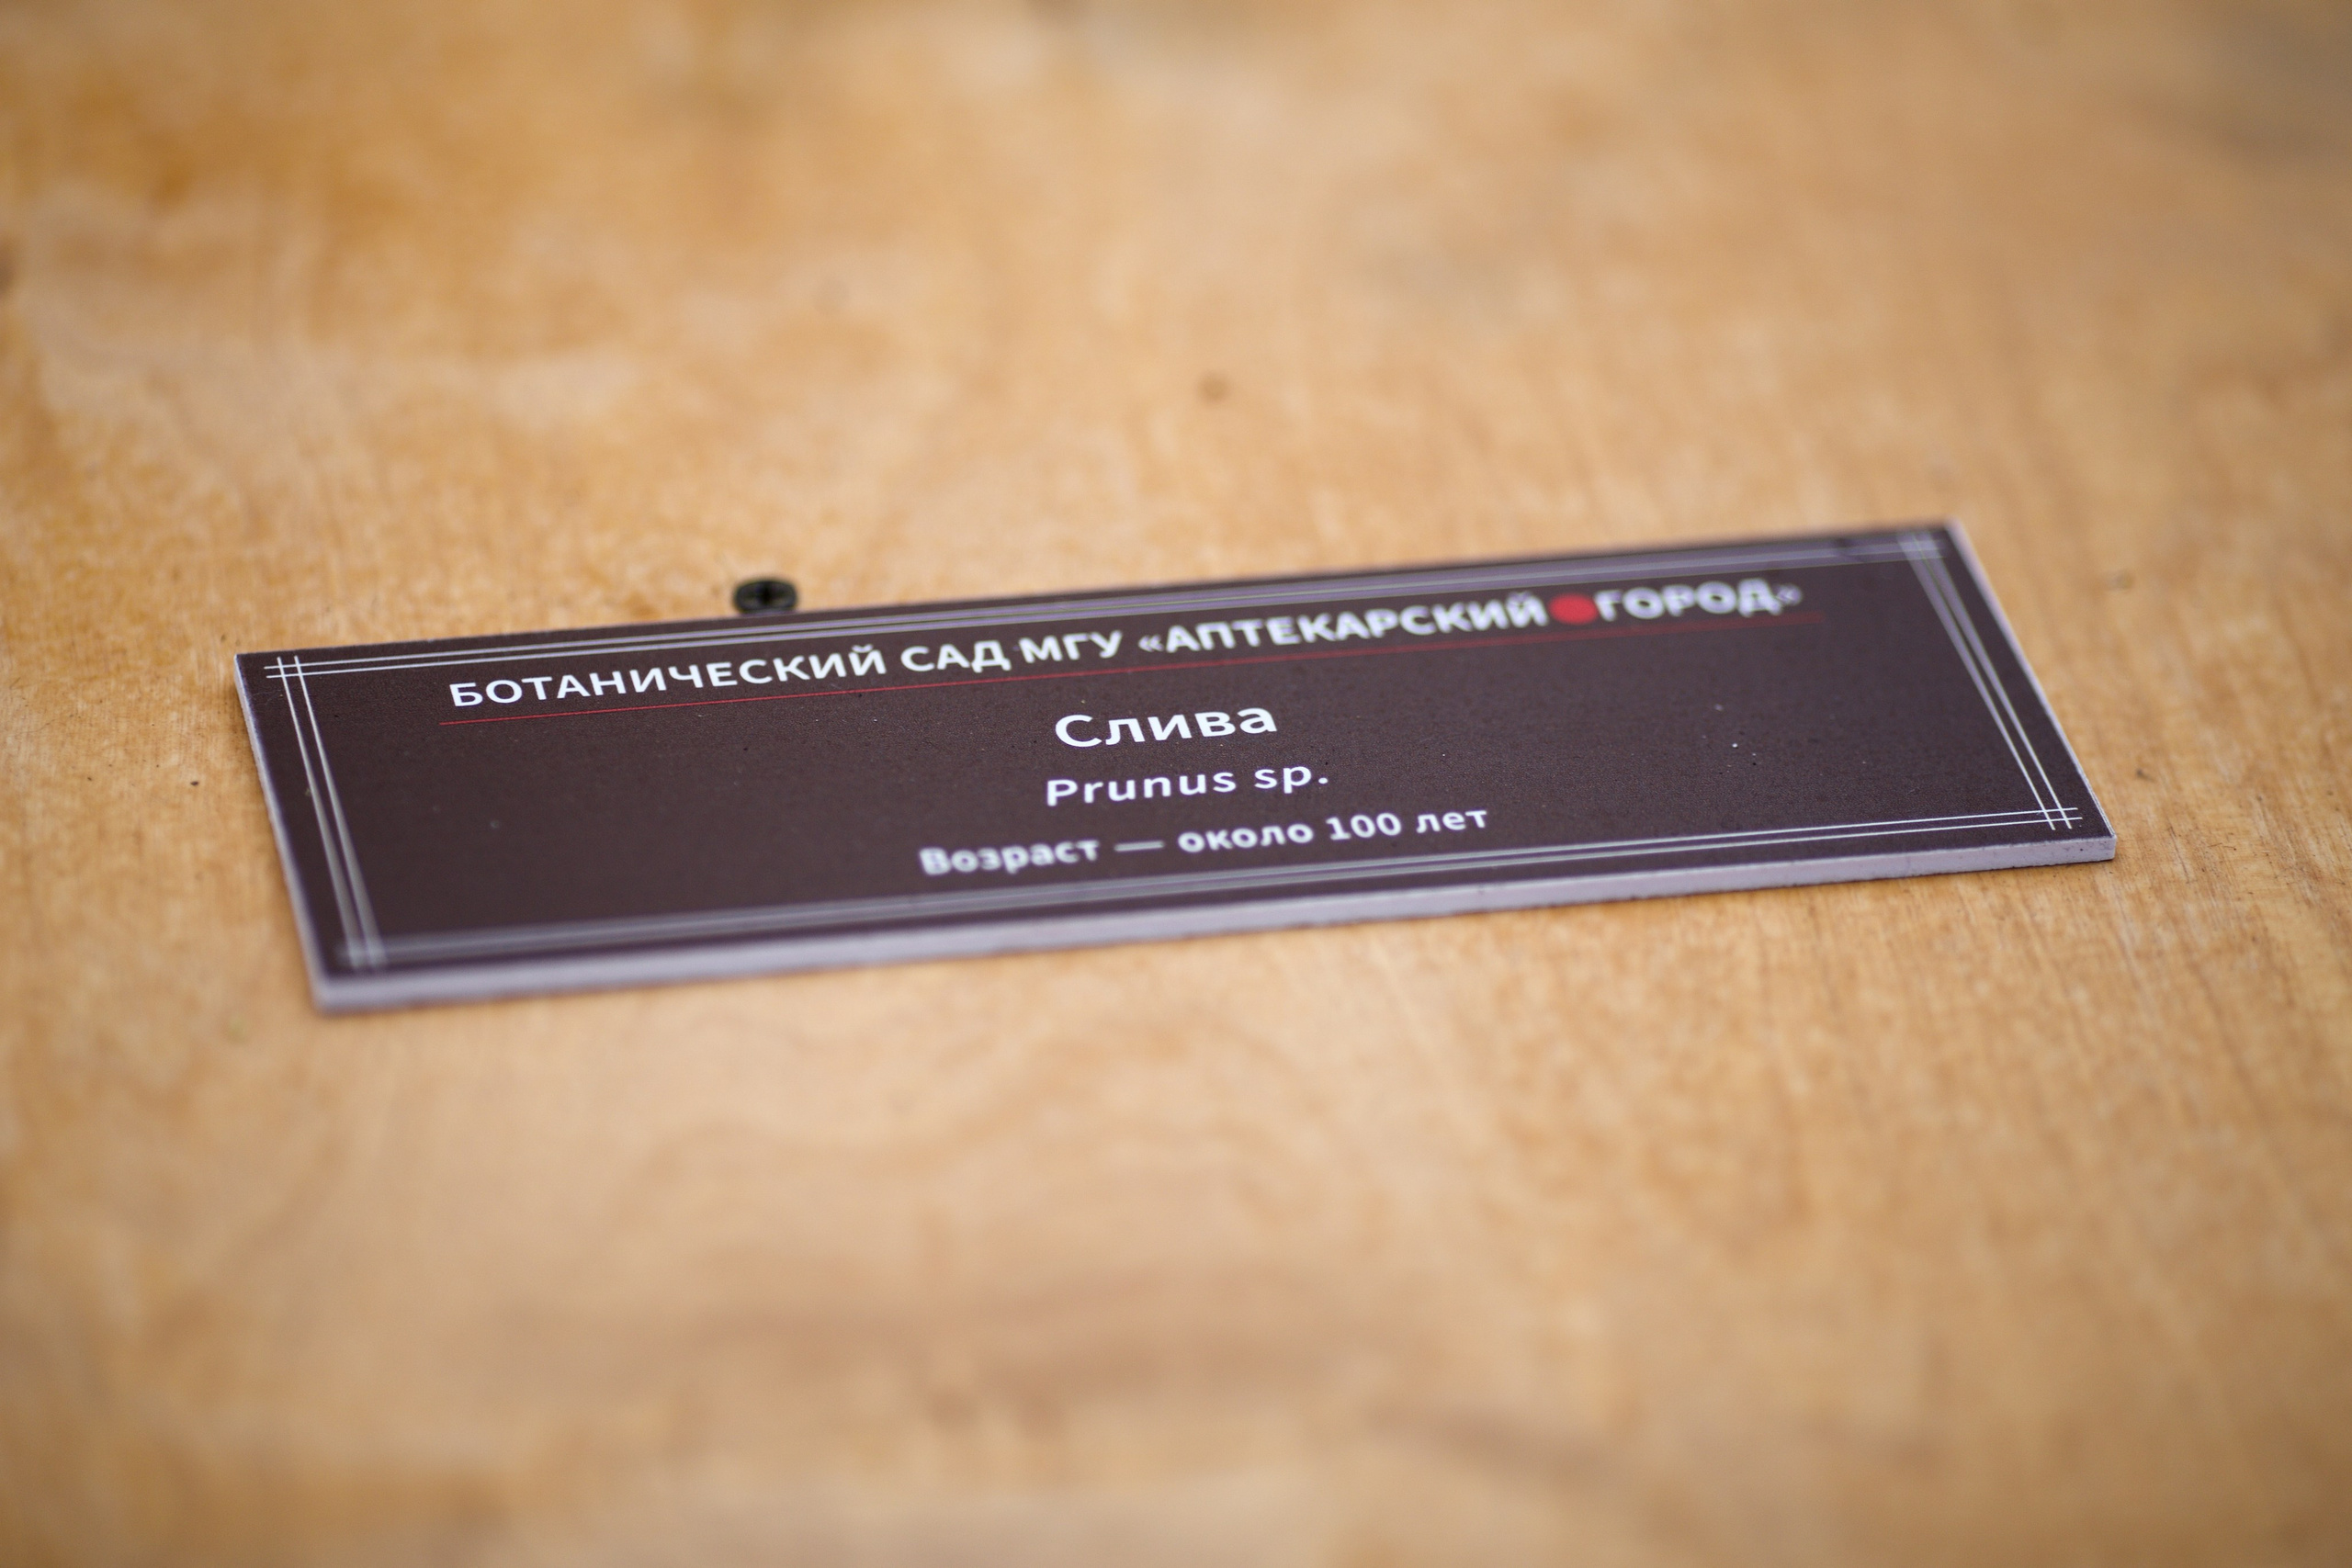 БОТАНИЧЕСКИЙ САД МГУ «АПТЕКАРСКИЙ ОГОРОД»
Слива
Prunus sp.
Возраст — около 100 лет